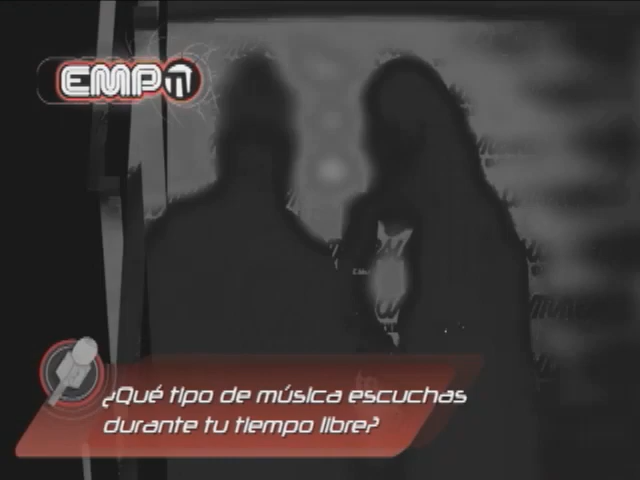 EMP
¿Qué tipo de música escuchas
durante tu tiempo libre?